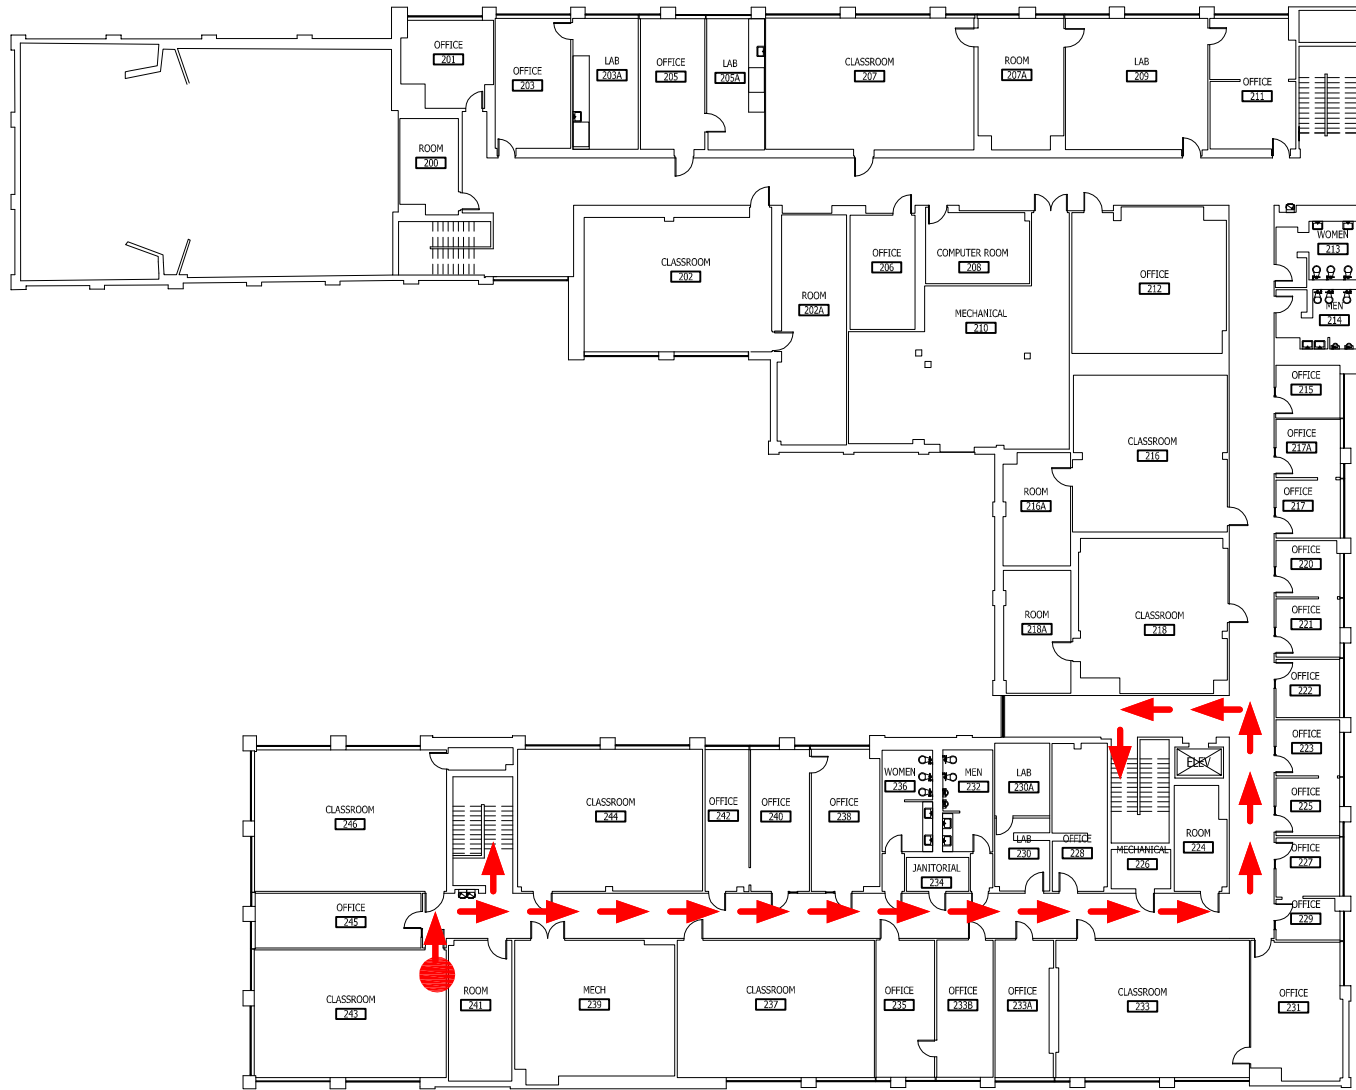 OFFICE
201
OFFICE
203
LAB
203A
OFFICE
205
LAB
205A
CLASSROOM
207
ROOM
207A
LAB
209
OFFICE
211
ROOM
200
CLASSROOM
202
ROOM
202A
OFFICE
206
COMPUTER ROOM
208
MECHANICAL
210
OFFICE
212
WOMEN
213
MEN
214
OFFICE
215
CLASSROOM
216
OFFICE
217A
ROOM
216A
OFFICE
217
OFFICE
220
ROOM
218A
CLASSROOM
218
OFFICE
221
OFFICE
222
OFFICE
223
ELEV
OFFICE
225
CLASSROOM
246
CLASSROOM
244
OFFICE
242
OFFICE
240
OFFICE
238
WOMEN
236
MEN
232
LAB
230A
LAB
230
OFFICE
228
MECHANICAL
226
ROOM
224
OFFICE
227
JANITORIAL
234
OFFICE
245
OFFICE
229
CLASSROOM
243
ROOM
241
MECH
239
CLASSROOM
237
OFFICE
235
OFFICE
233B
OFFICE
233A
CLASSROOM
233
OFFICE
231